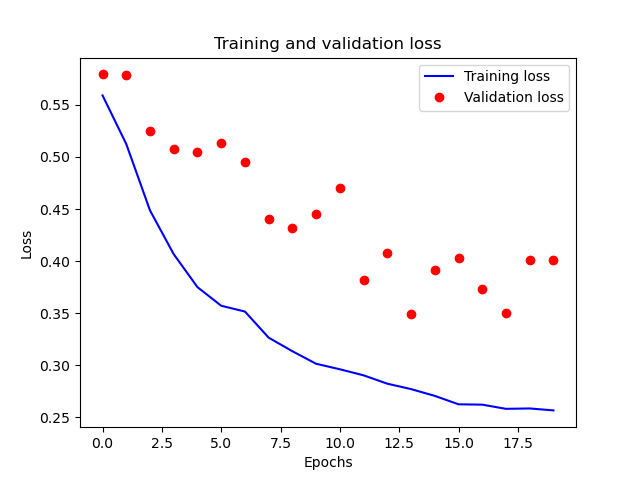 Training and validation loss
Training loss
Validation loss
0.55
0.50
0.45
0.40
0.35
0.30
0.25
Loss
0.0 2.5 5.0 7.5 10.0 12.5 15.0 17.5
Epochs